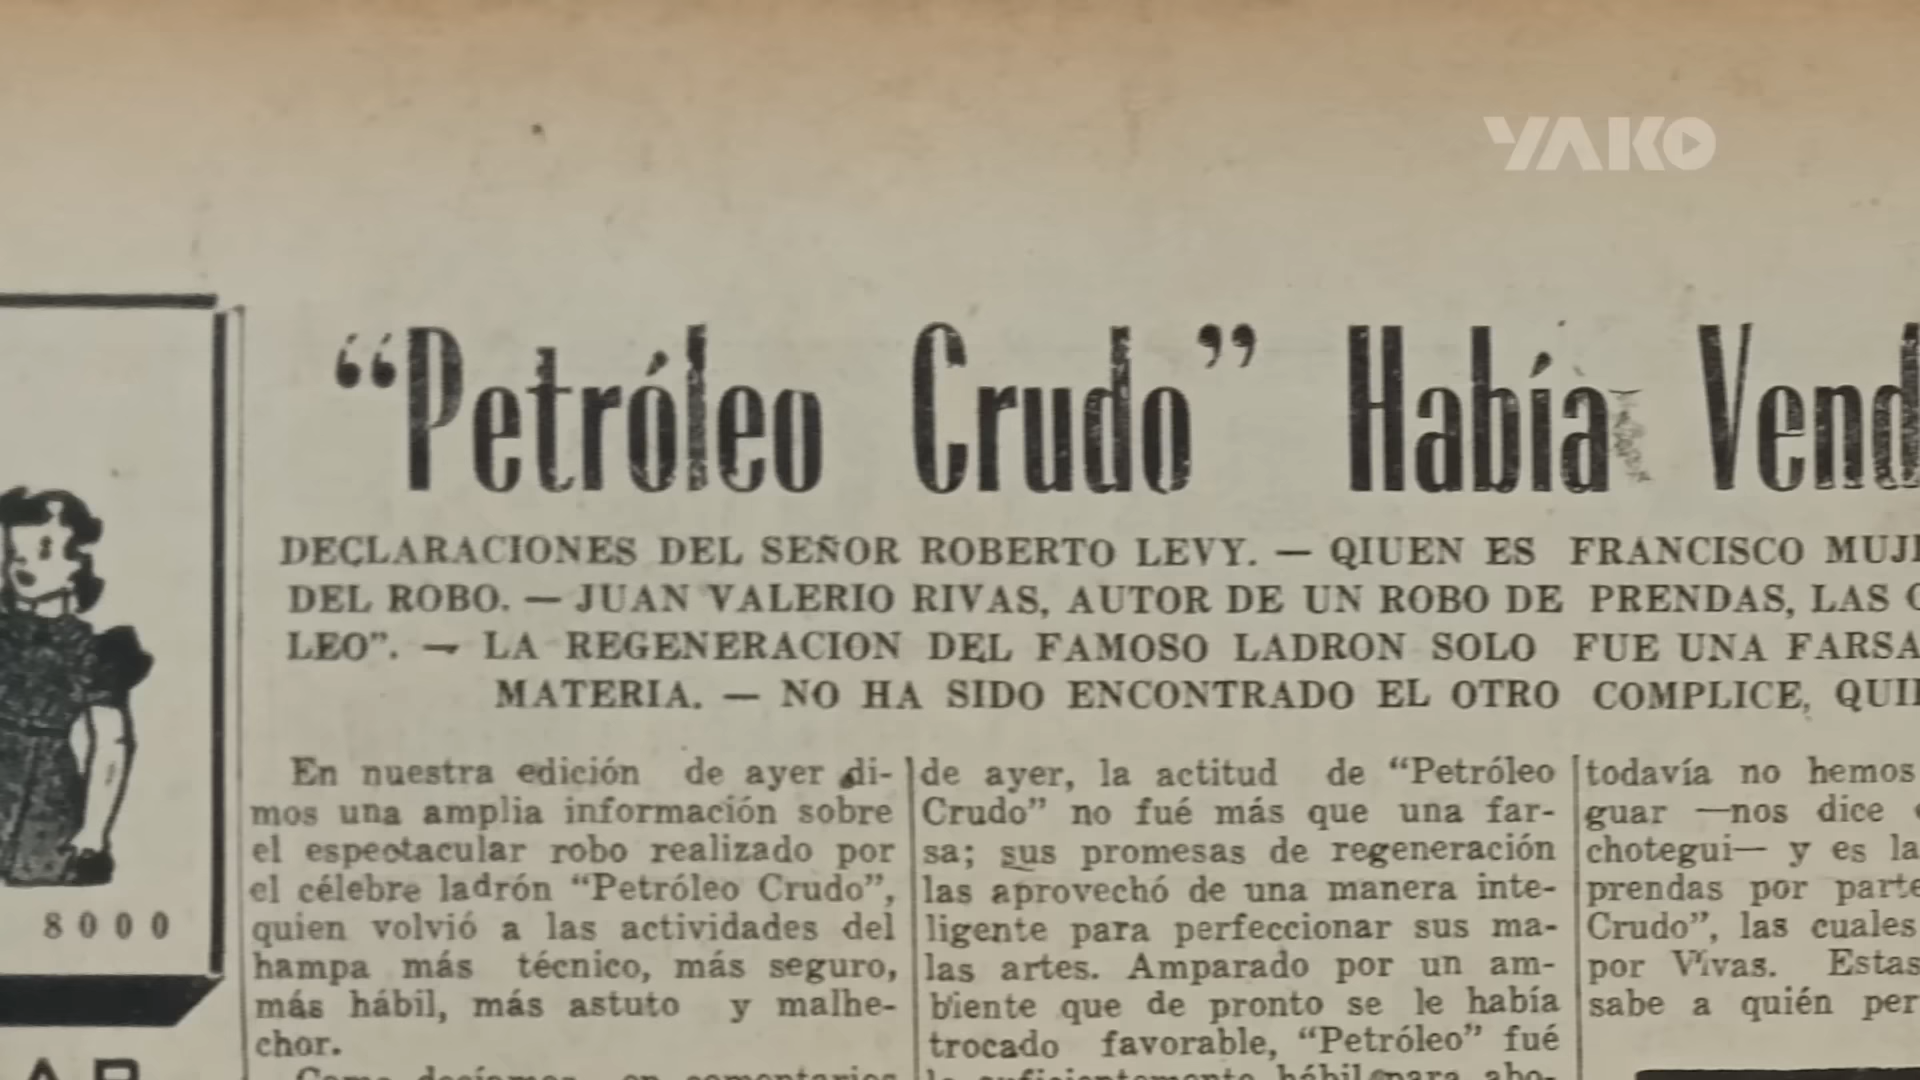 YAKO
“Petróleo Crudo” Había Vend
DECLARACIONES DEL SEÑOR ROBERTO LEVY. — QIUEN ES FRANCISCO MUJE
DEL ROBO. — JUAN VALERIO RIVAS, AUTOR DE UN ROBO DE PRENDAS, LAS
LEO”. — LA REGENERACION DEL FAMOSO LADRON SOLO FUE UNA FARSA
MATERIA. — NO HA SIDO ENCONTRADO EL OTRO COMPLICE, QUIE
En nuestra edición de ayer di-
mos una amplia información sobre
el espectacular robo realizado por
el célebre ladrón “Petróleo Crudo”,
quien volvió a las actividades del
hampa más técnico, más seguro,
más hábil, más astuto y malhe-
chor.
de ayer, la actitud de “Petróleo
Crudo” no fué más que una far-
sa; sus promesas de regeneración
las aprovechó de una manera inte-
ligente para perfeccionar sus ma-
las artes. Amparado por un am-
biente que de pronto se le había
trocado favorable, “Petróleo” fué
todavía no hemos
guar —nos dice
chotegui— y es la
prendas por parte
Crudo”, las cuales
por Vivas. Estas
sabe a quién per
8000